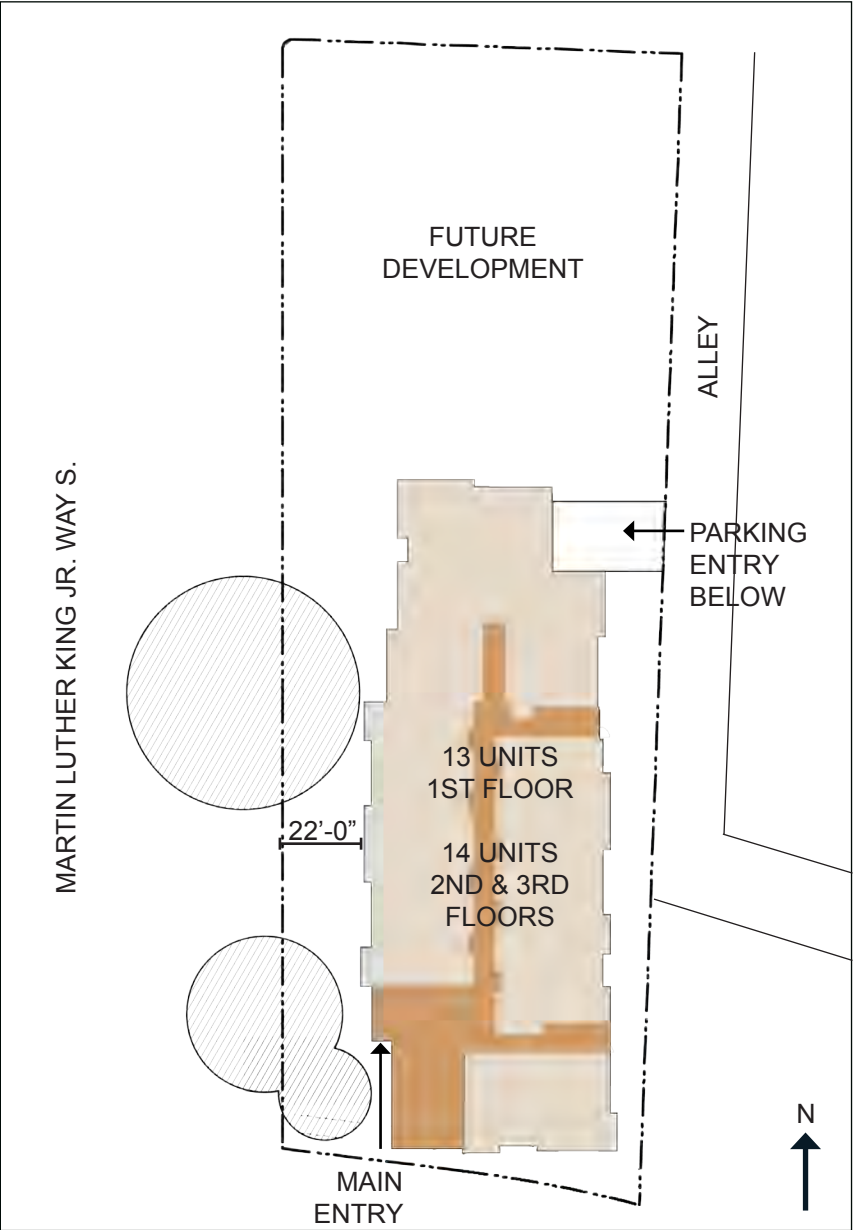 FUTURE
DEVELOPMENT
ALLEY
MARTIN LUTHER KING JR. WAY S.
PARKING
ENTRY
BELOW
13 UNITS
1ST FLOOR
22'-0”
14 UNITS
2ND & 3RD
FLOORS
N
MAIN
ENTRY